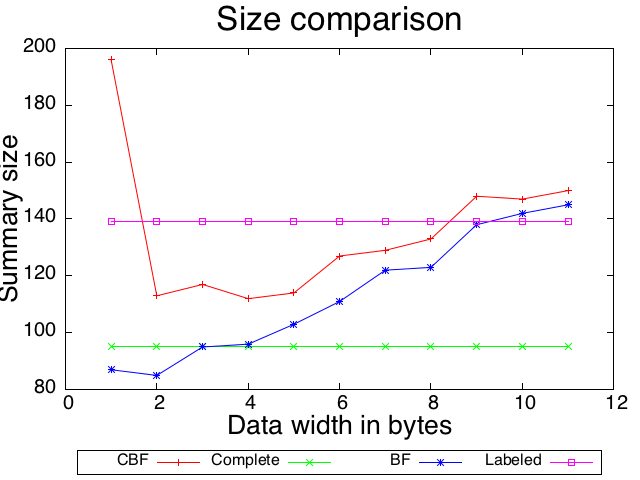 Size comparison
200
180
160
140
120
100
80
Summary size
0 2 4 6 8 10 12
Data width in bytes
CBF Complete BF Labeled